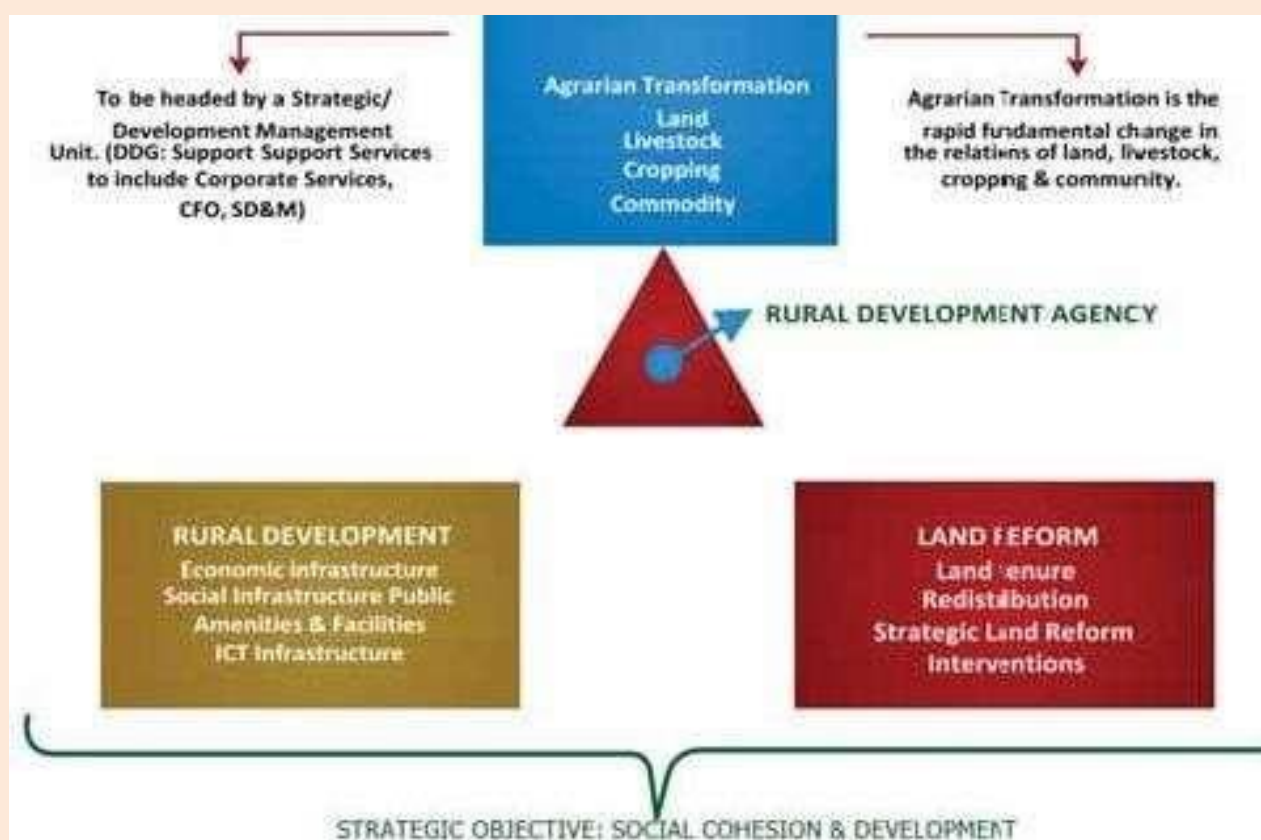 To be headed by a Strategic/
Development Management
Unit. (DDG: Support Support Services
to include Corporate Services,
CFO, SD&M)
Agrarian Transformation
Land
Livestock
Cropping
Commodity
Agrarian Transformation is the
rapid fundamental change in
the relations of land, livestock,
cropping & community.
RURAL DEVELOPMENT AGENCY
RURAL DEVELOPMENT
Economic Infrastructure
Social Infrastructure Public
Amenities & Facilities
ICT Infrastructure
LAND REFORM
Land Tenure
Redistribution
Strategic Land Reform
Interventions
STRATEGIC OBJECTIVE: SOCIAL COHESION & DEVELOPMENT